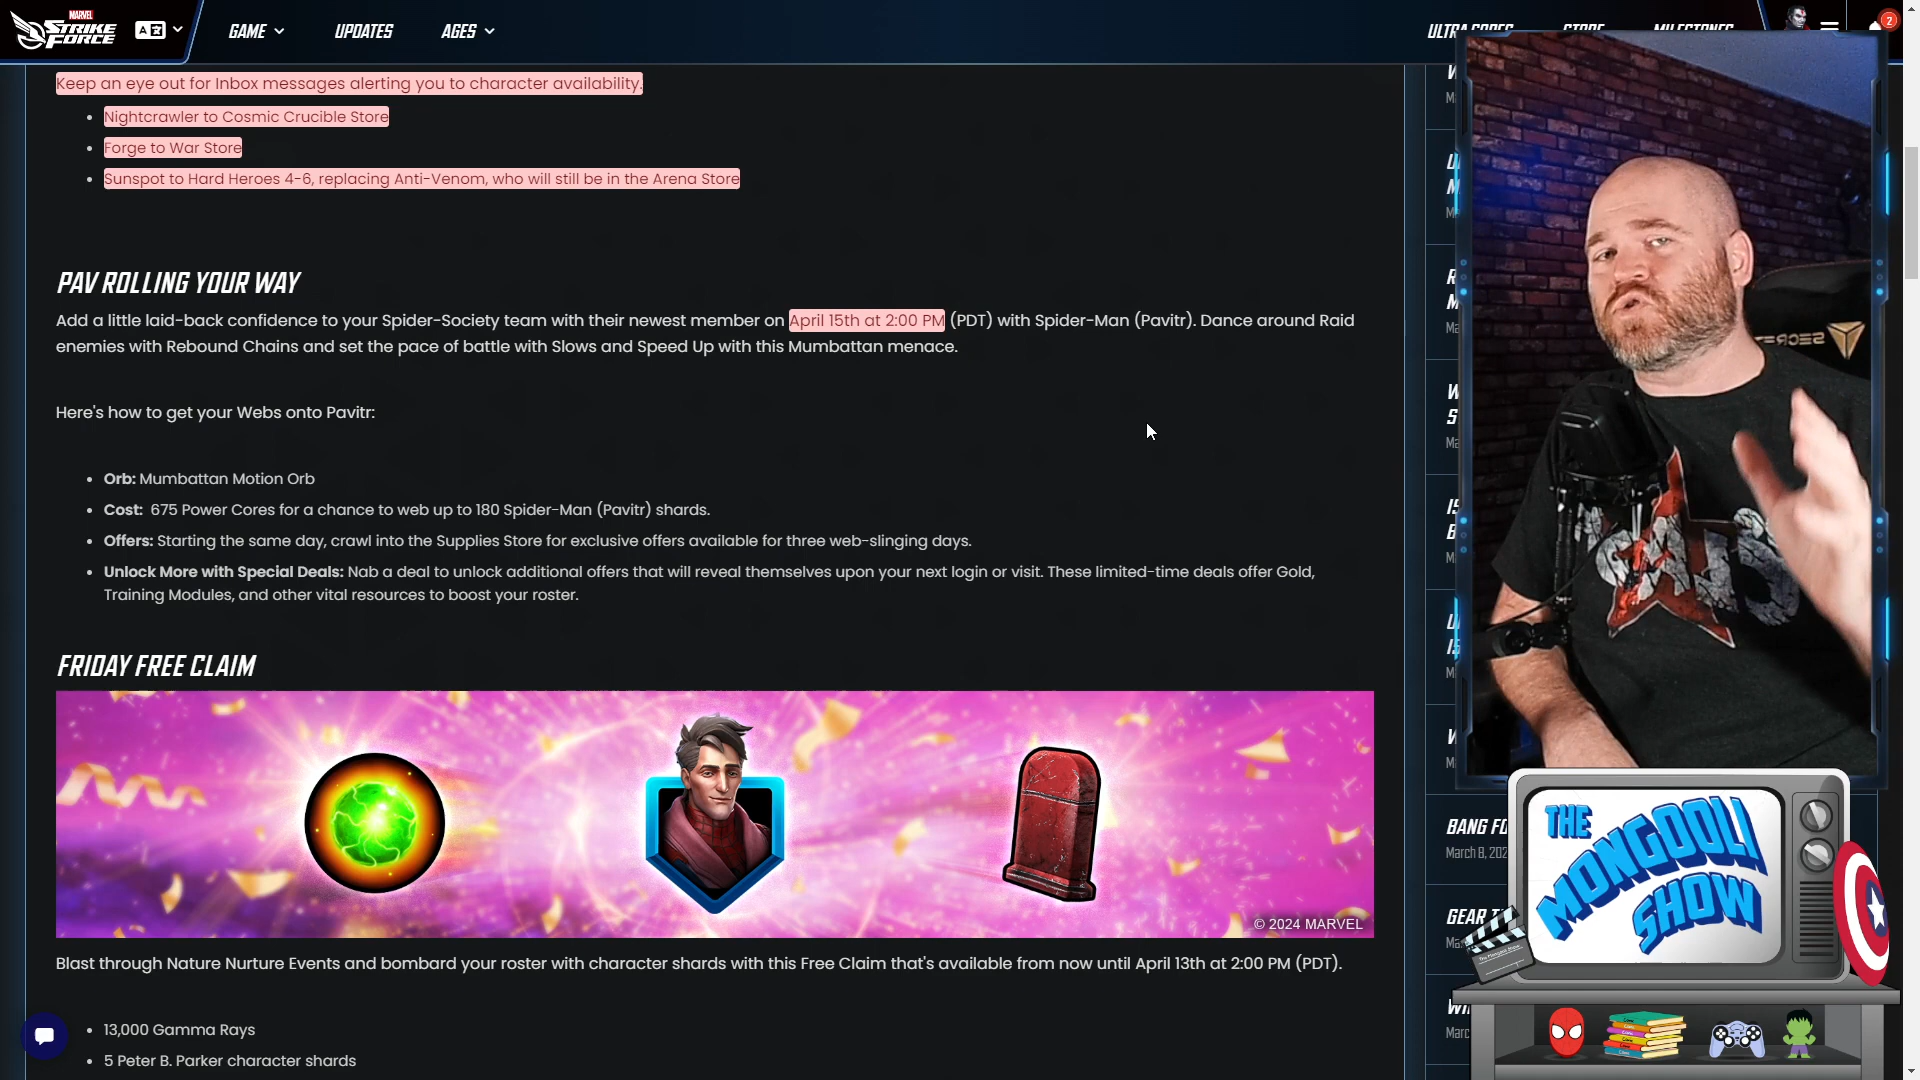 MARVEL
STRIKE FORCE
GAME
UPDATES
AGES
ULTRA CODES
STORE
MILESTONES
2
Keep an eye out for Inbox messages alerting you to character availability.
Nightcrawler to Cosmic Crucible Store
Forge to War Store
Sunspot to Hard Heroes 4-6, replacing Anti-Venom, who will still be in the Arena Store
PAV ROLLING YOUR WAY
Add a little laid-back confidence to your Spider-Society team with their newest member on April 15th at 2:00 PM (PDT) with Spider-Man (Pavitr). Dance around Raid
enemies with Rebound Chains and set the pace of battle with Slows and Speed Up with this Mumbattan menace.
Here's how to get your Webs onto Pavitr:
Orb: Mumbattan Motion Orb
Cost: 675 Power Cores for a chance to web up to 180 Spider-Man (Pavitr) shards.
Offers: Starting the same day, crawl into the Supplies Store for exclusive offers available for three web-slinging days.
Unlock More with Special Deals: Nab a deal to unlock additional offers that will reveal themselves upon your next login or visit. These limited-time deals offer Gold,
Training Modules, and other vital resources to boost your roster.
FRIDAY FREE CLAIM
© 2024 MARVEL
Blast through Nature Nurture Events and bombard your roster with character shards with this Free Claim that's available from now until April 13th at 2:00 PM (PDT).
13,000 Gamma Rays
5 Peter B. Parker character shards
BANG FO
March 8, 202
GEAR T
THE
MONGOOLI
SHOW